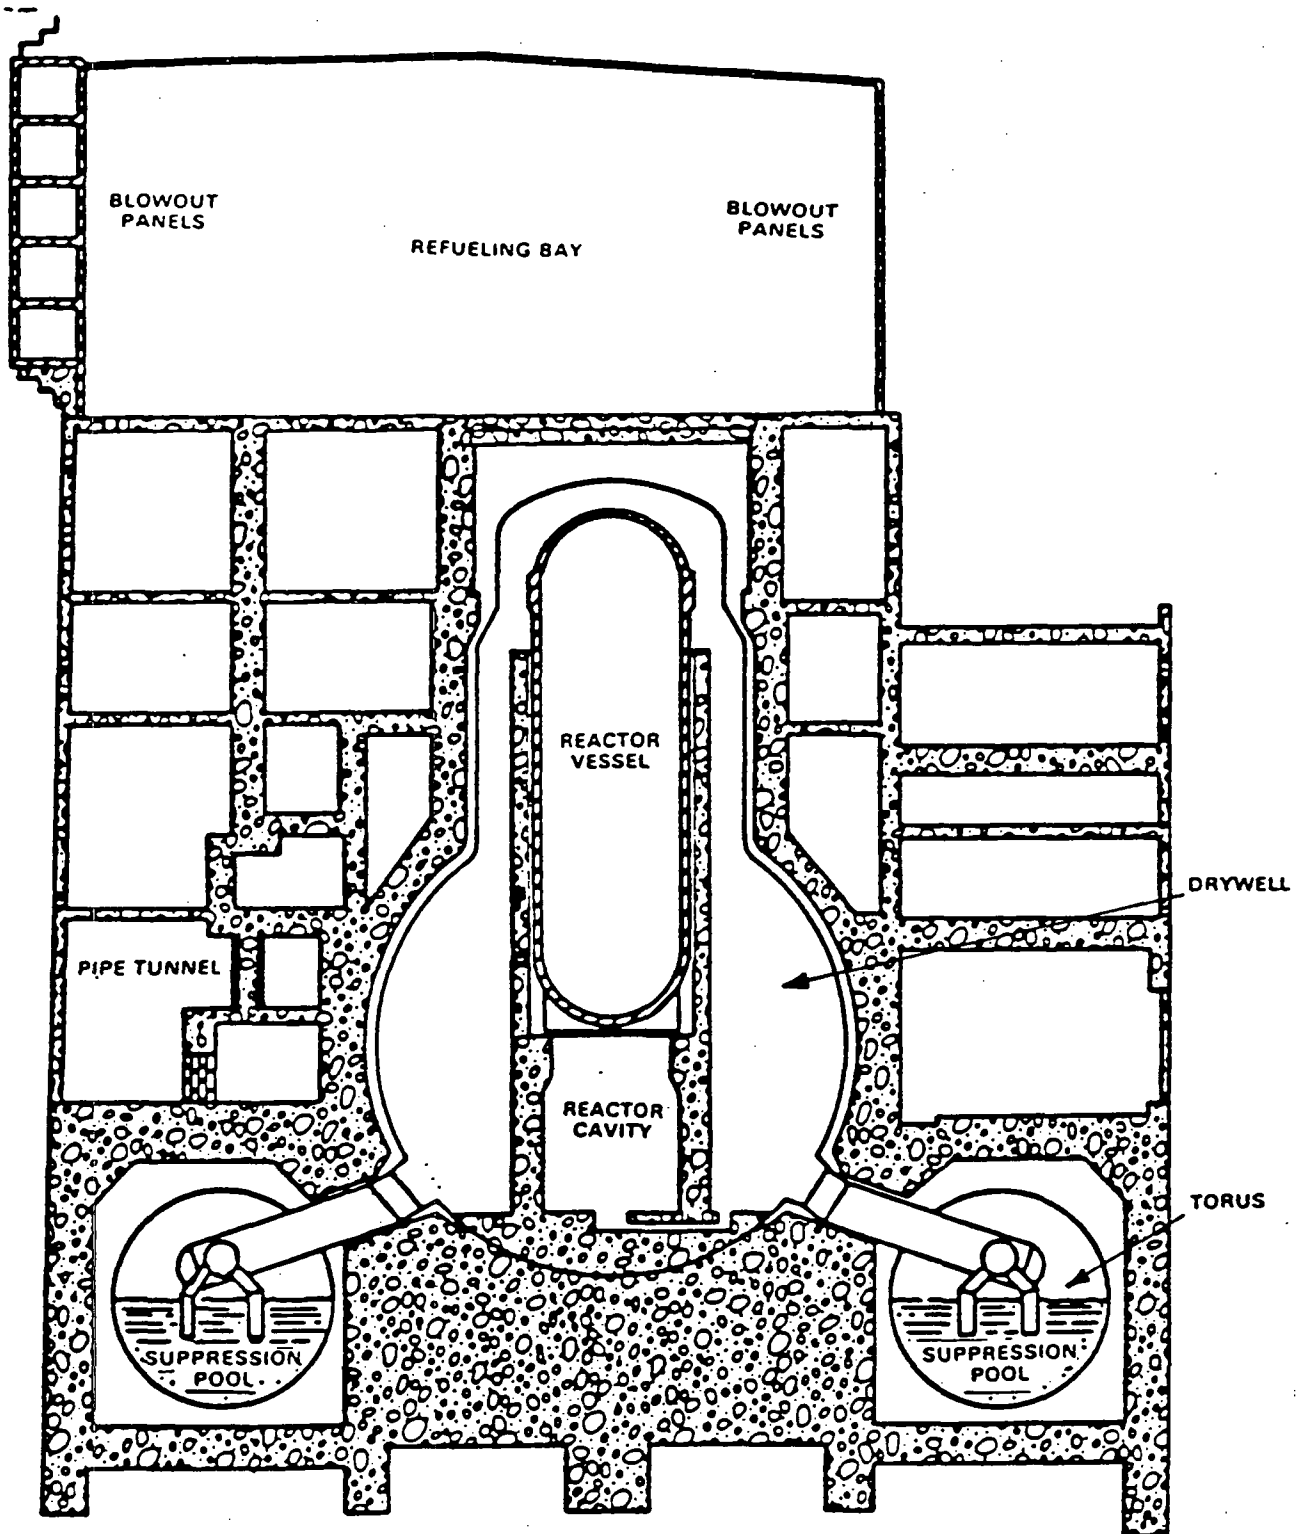 BLOWOUT
PANELS
BLOWOUT
PANELS
REFUELING BAY
REACTOR
VESSEL
DRYWELL
PIPE TUNNEL
REACTOR
CAVITY
TORUS
SUPPRESSION
POOL
SUPPRESSION
POOL